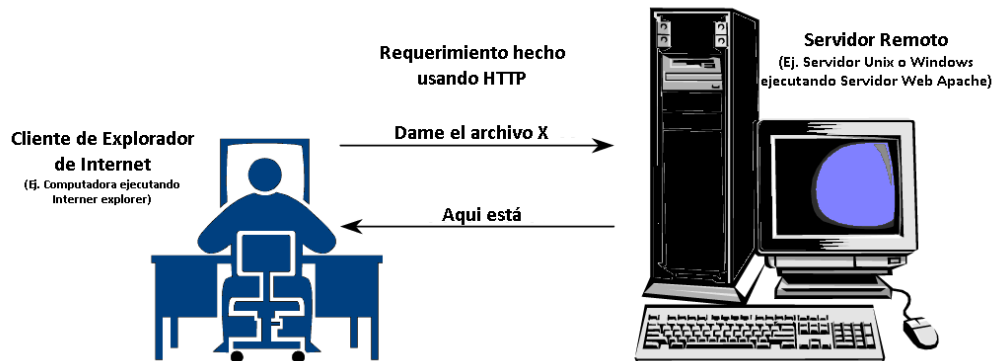 Requerimiento hecho
usando HTTP
Servidor Remoto
(Ej. Servidor Unix o Windows
ejecutando Servidor Web Apache)
Cliente de Explorador
de Internet
(Ej. Computadora ejecutando
Interner explorer)
Dame el archivo X
Aqui está